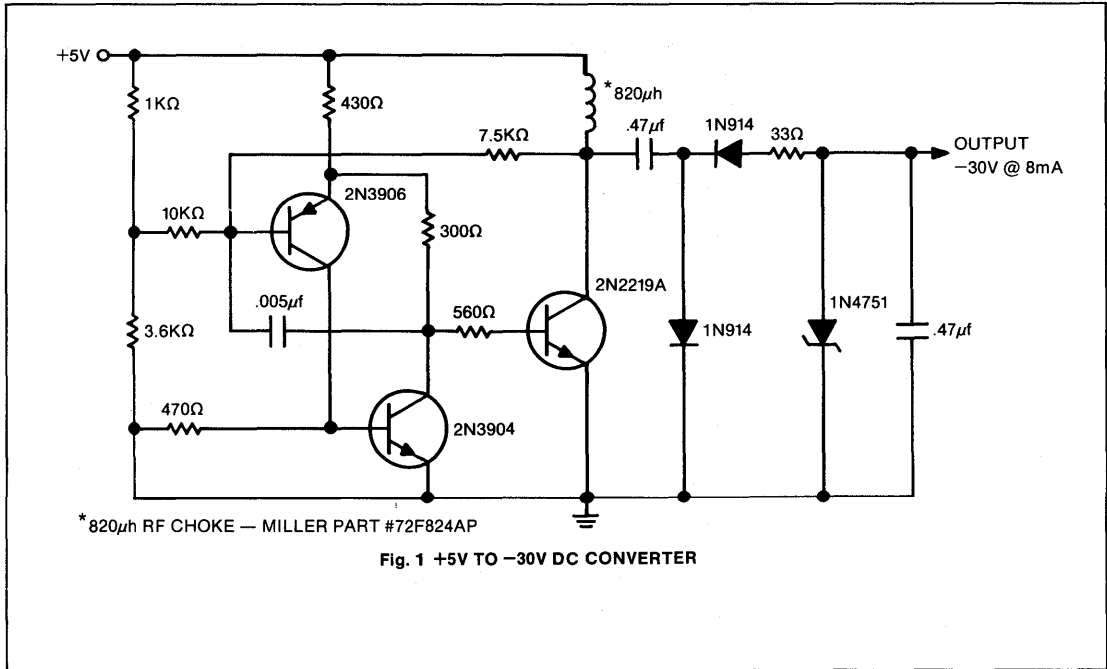 +5V
1KΩ
430Ω
*820μh
7.5KΩ
.47μf
1N914
33Ω
OUTPUT
−30V @ 8mA
2N3906
10KΩ
300Ω
2N2219A
.005μf
560Ω
1N4751
3.6KΩ
1N914
.47μf
470Ω
2N3904
*820μh RF CHOKE — MILLER PART #72F824AP
Fig. 1 +5V TO −30V DC CONVERTER